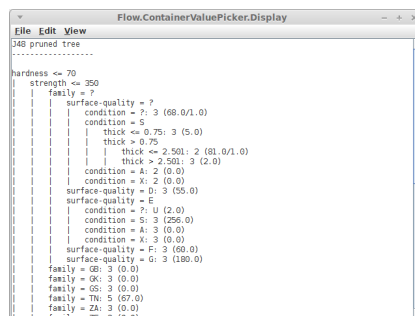 Flow.ContainerValuePicker.Display
File Edit View
J48 pruned tree
------------------
hardness <= 70
|   strength <= 350
|   |   family = ?
|   |   |   surface-quality = ?
|   |   |   |   condition = ?: 3 (68.0/1.0)
|   |   |   |   condition = S
|   |   |   |   |   thick <= 0.75: 3 (5.0)
|   |   |   |   |   thick > 0.75
|   |   |   |   |   |   thick <= 2.501: 2 (81.0/1.0)
|   |   |   |   |   |   thick > 2.501: 3 (2.0)
|   |   |   |   condition = A: 2 (0.0)
|   |   |   |   condition = X: 2 (0.0)
|   |   |   surface-quality = D: 3 (55.0)
|   |   |   surface-quality = E
|   |   |   |   condition = ?: U (2.0)
|   |   |   |   condition = S: 3 (256.0)
|   |   |   |   condition = A: 3 (0.0)
|   |   |   |   condition = X: 3 (0.0)
|   |   |   surface-quality = F: 3 (60.0)
|   |   |   surface-quality = G: 3 (180.0)
|   |   family = GB: 3 (0.0)
|   |   family = GK: 3 (0.0)
|   |   family = GS: 3 (0.0)
|   |   family = TN: 5 (67.0)
|   |   family = ZA: 3 (0.0)